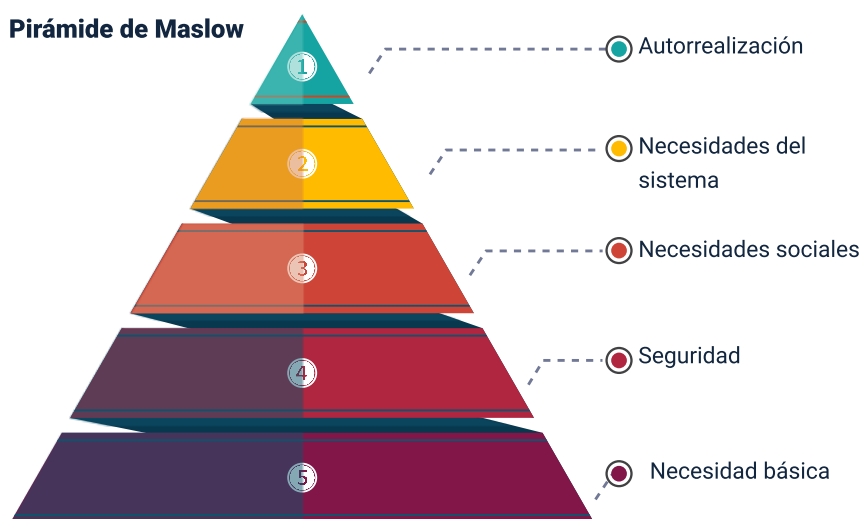 Pirámide de Maslow
1
Autorrealización
2
Necesidades del
sistema
3
Necesidades sociales
4
Seguridad
5
Necesidad básica